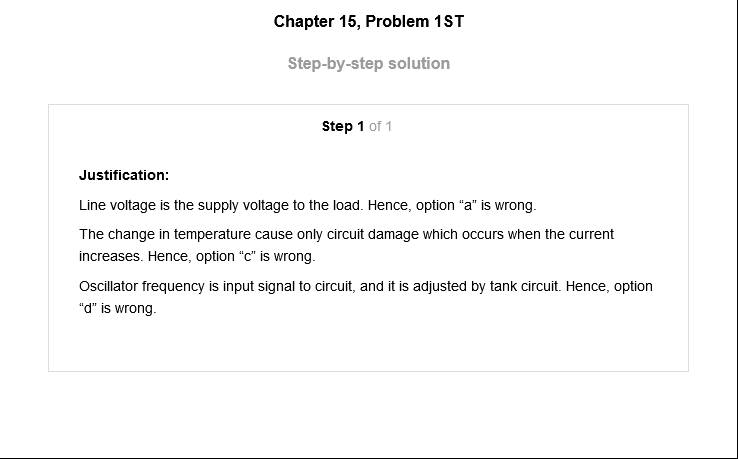 Chapter 15, Problem 1ST
Step-by-step solution
Step 1 of 1
Justification:
Line voltage is the supply voltage to the load. Hence, option “a” is wrong.
The change in temperature cause only circuit damage which occurs when the current
increases. Hence, option “c” is wrong.
Oscillator frequency is input signal to circuit, and it is adjusted by tank circuit. Hence, option
“d” is wrong.